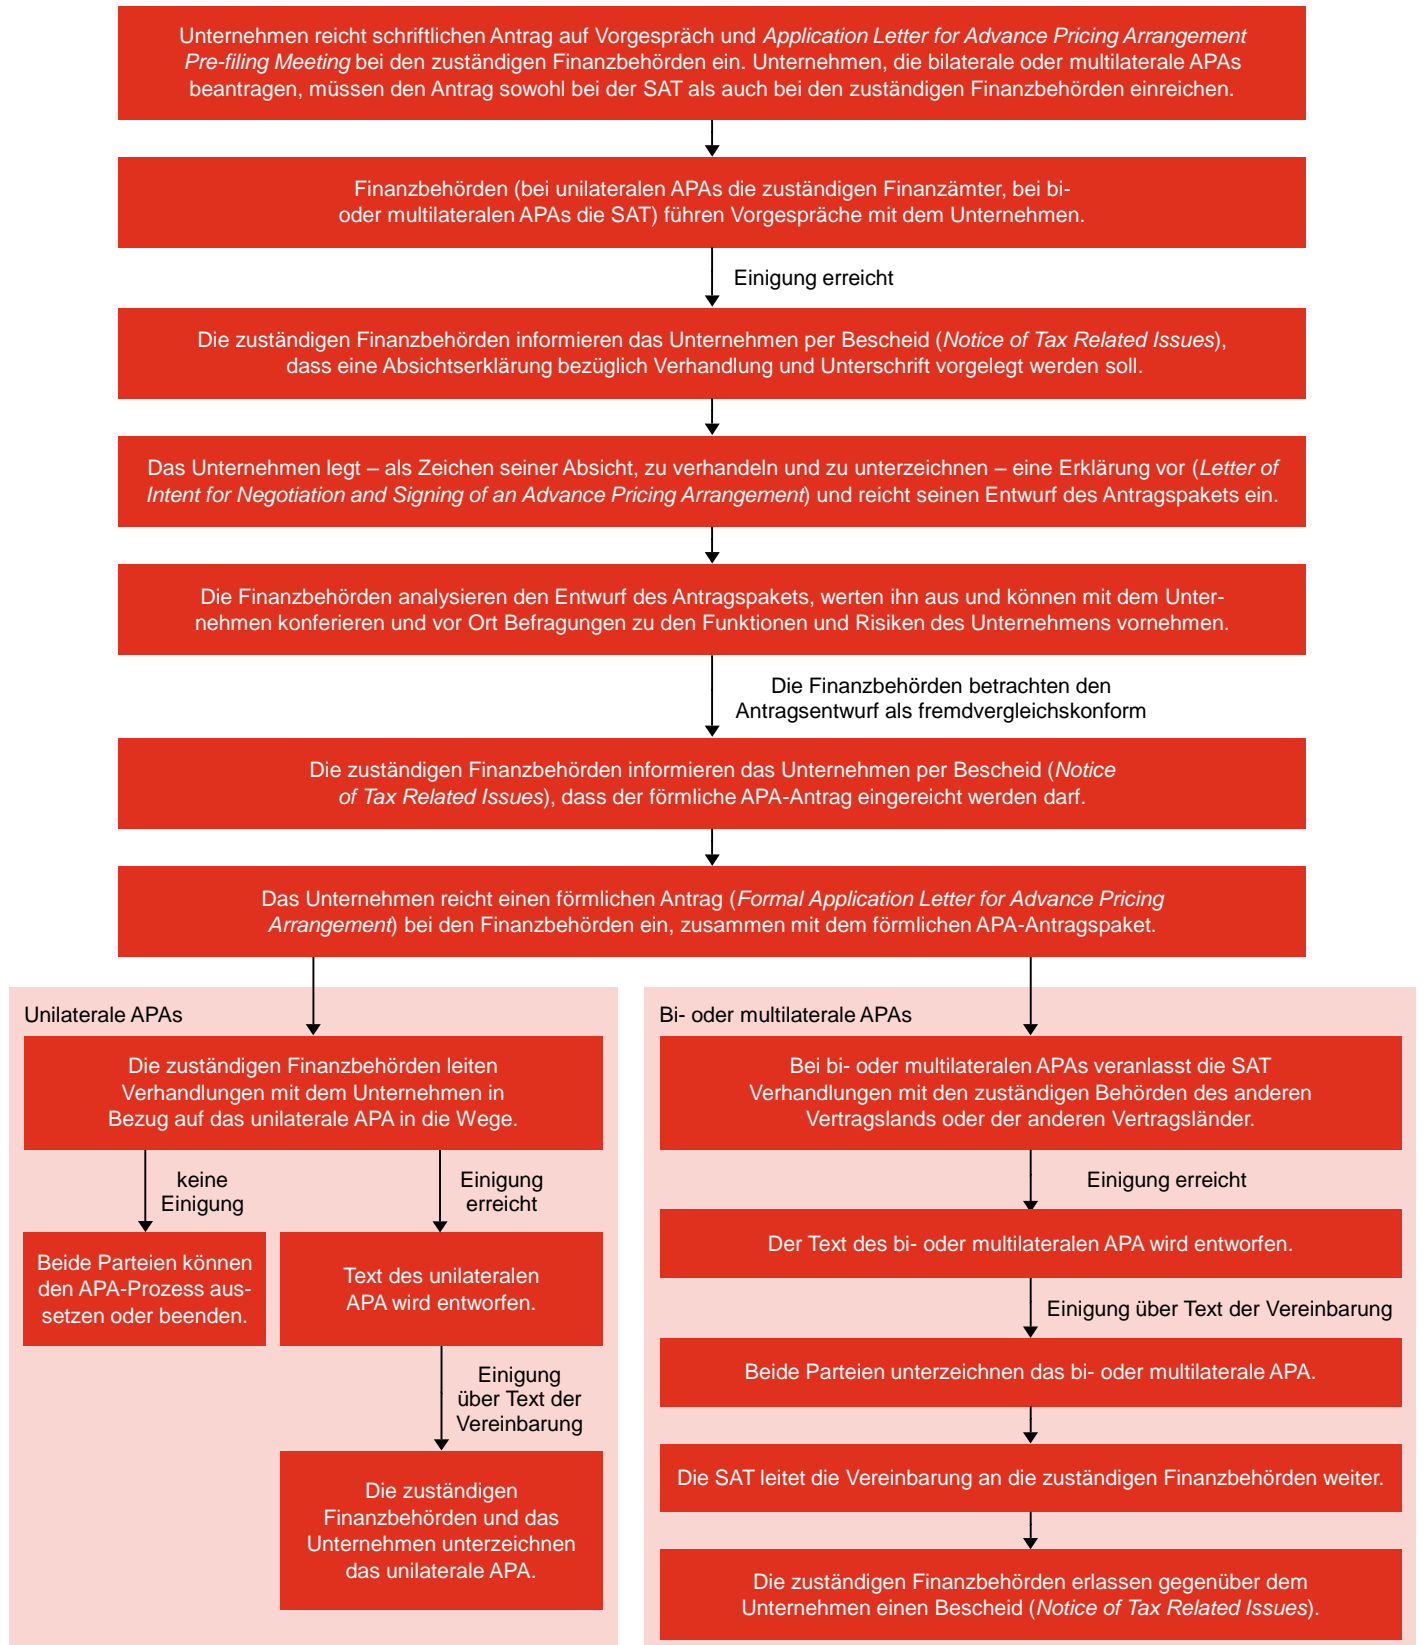 Unternehmen reicht schriftlichen Antrag auf Vorgespräch und Application Letter for Advance Pricing Arrangement
Pre-filing Meeting bei den zuständigen Finanzbehörden ein. Unternehmen, die bilaterale oder multilaterale APAs
beantragen, müssen den Antrag sowohl bei der SAT als auch bei den zuständigen Finanzbehörden einreichen.
Finanzbehörden (bei unilateralen APAs die zuständigen Finanzämter, bei bi-
oder multilateralen APAs die SAT) führen Vorgespräche mit dem Unternehmen.
Einigung erreicht
Die zuständigen Finanzbehörden informieren das Unternehmen per Bescheid (Notice of Tax Related Issues),
dass eine Absichtserklärung bezüglich Verhandlung und Unterschrift vorgelegt werden soll.
Das Unternehmen legt – als Zeichen seiner Absicht, zu verhandeln und zu unterzeichnen – eine Erklärung vor (Letter of
Intent for Negotiation and Signing of an Advance Pricing Arrangement) und reicht seinen Entwurf des Antragspakets ein.
Die Finanzbehörden analysieren den Entwurf des Antragspakets, werten ihn aus und können mit dem Unter-
nehmen konferieren und vor Ort Befragungen zu den Funktionen und Risiken des Unternehmens vornehmen.
Die Finanzbehörden betrachten den
Antragsentwurf als fremdvergleichskonform
Die zuständigen Finanzbehörden informieren das Unternehmen per Bescheid (Notice
of Tax Related Issues), dass der förmliche APA-Antrag eingereicht werden darf.
Das Unternehmen reicht einen förmlichen Antrag (Formal Application Letter for Advance Pricing
Arrangement) bei den Finanzbehörden ein, zusammen mit dem förmlichen APA-Antragspaket.
Unilaterale APAs
Die zuständigen Finanzbehörden leiten
Verhandlungen mit dem Unternehmen in
Bezug auf das unilaterale APA in die Wege.
keine
Einigung
Einigung
erreicht
Beide Parteien können
den APA-Prozess aus-
setzen oder beenden.
Text des unilateralen
APA wird entworfen.
Einigung
über Text der
Vereinbarung
Die zuständigen
Finanzbehörden und das
Unternehmen unterzeichnen
das unilaterale APA.
Bi- oder multilaterale APAs
Bei bi- oder multilateralen APAs veranlasst die SAT
Verhandlungen mit den zuständigen Behörden des anderen
Vertragslands oder der anderen Vertragsländer.
Einigung erreicht
Der Text des bi- oder multilateralen APA wird entworfen.
Einigung über Text der Vereinbarung
Beide Parteien unterzeichnen das bi- oder multilaterale APA.
Die SAT leitet die Vereinbarung an die zuständigen Finanzbehörden weiter.
Die zuständigen Finanzbehörden erlassen gegenüber dem
Unternehmen einen Bescheid (Notice of Tax Related Issues).